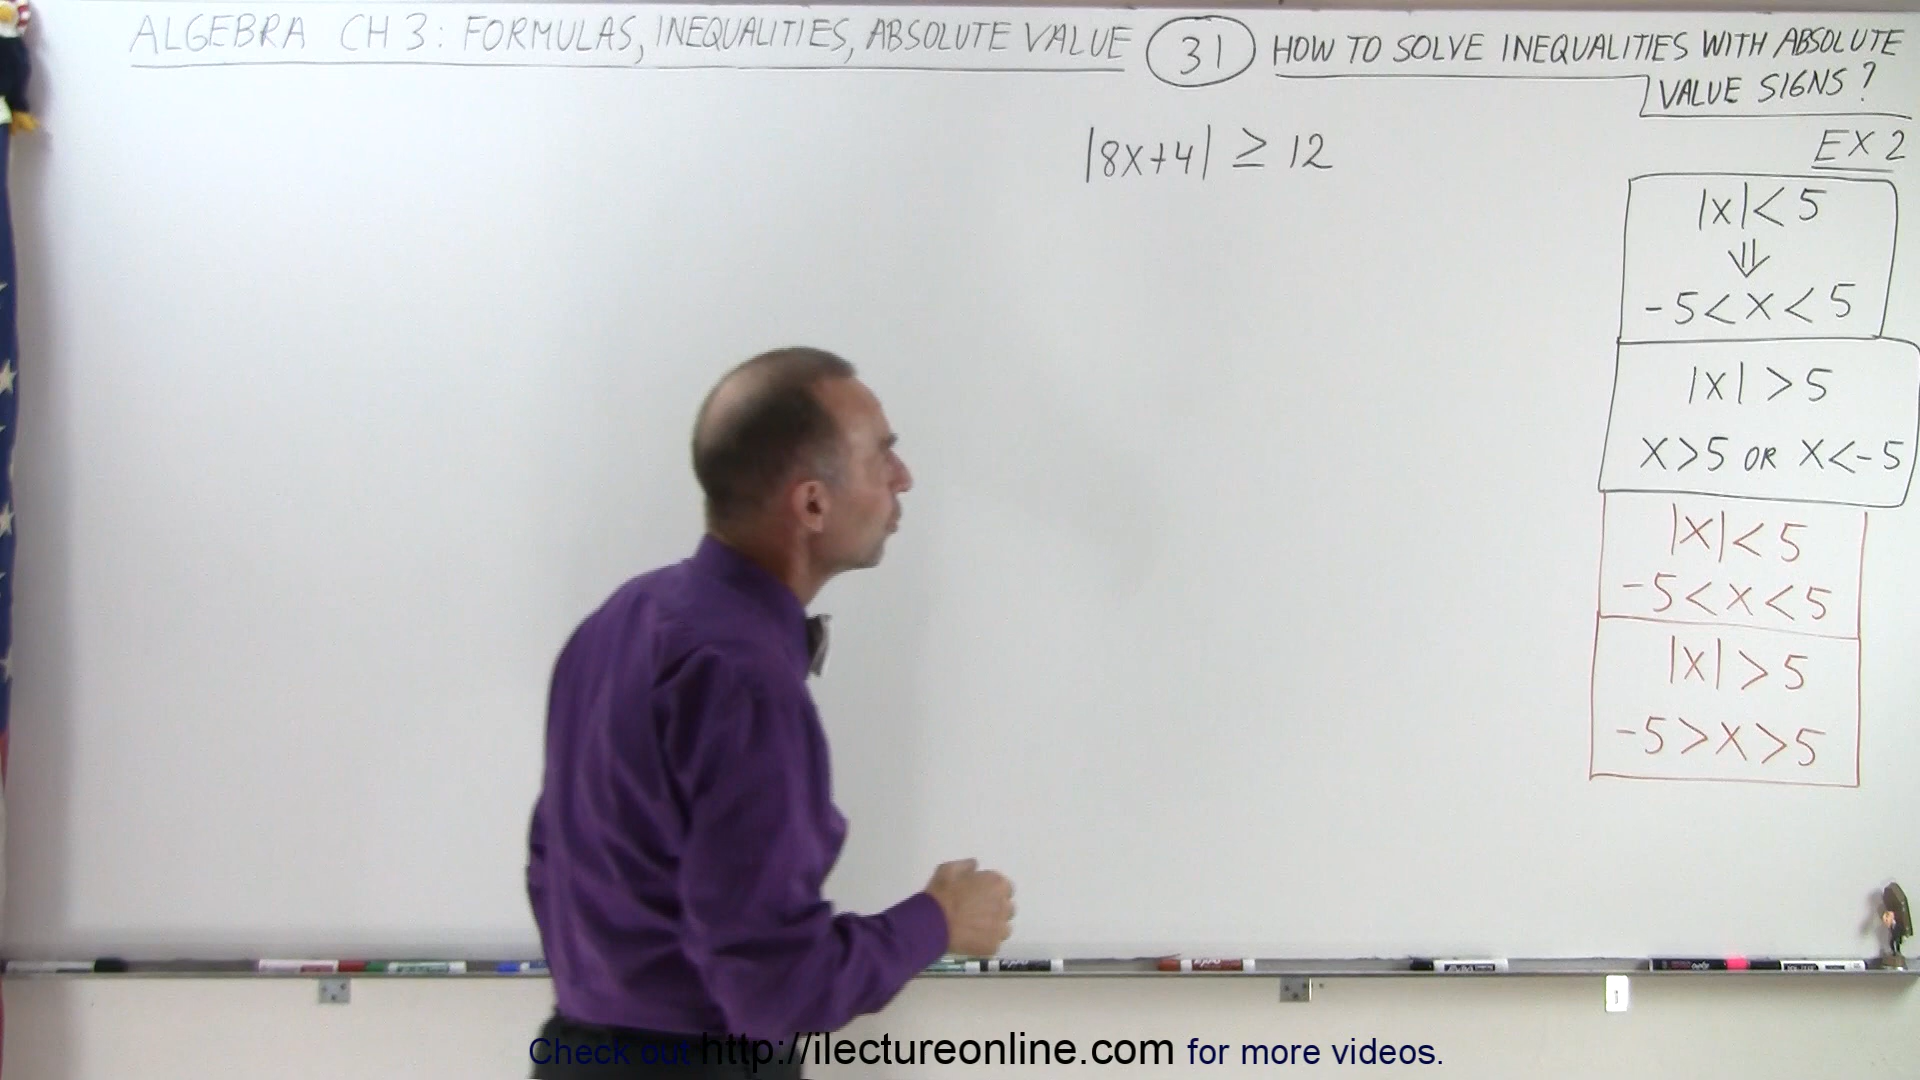 ALGEBRA CH 3: FORMULAS, INEQUALITIES, ABSOLUTE VALUE 31 HOW TO SOLVE INEQUALITIES WITH ABSOLUTE
VALUE SIGNS?
|8X+4| ≥ 12
EX 2
|X|<5
⇓
-5<X<5
|X|>5
X>5 OR X<-5
|X|<5
-5<X<5
|X|>5
-5>X>5
Check out http://ilectureonline.com for more videos.